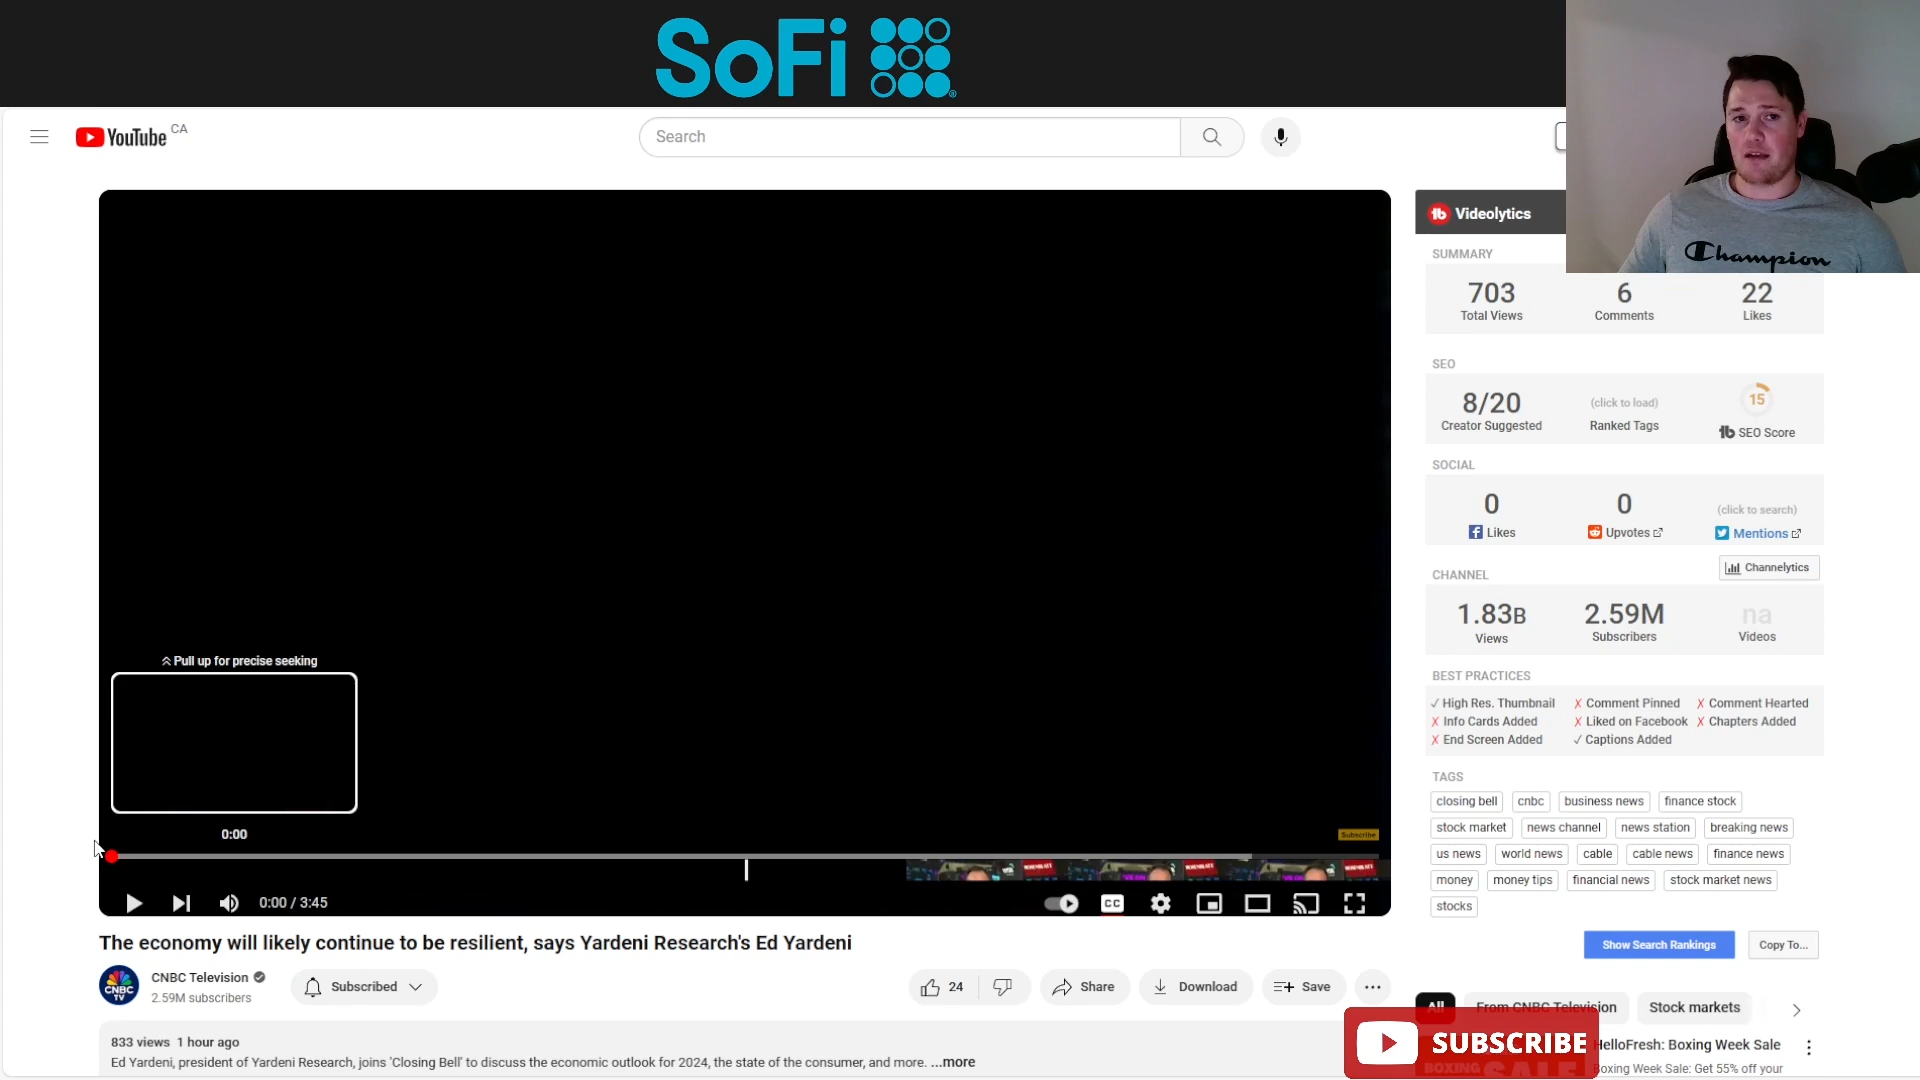 SoFi
YouTube CA
Search
Champion
Videolytics
SUMMARY
703 6 22
Total Views Comments Likes
SEO
8/20 (click to load) 15
Creator Suggested Ranked Tags SEO Score
SOCIAL
0 0 (click to search)
Likes Upvotes Mentions
CHANNEL Channelytics
1.83B 2.59M na
Views Subscribers Videos
BEST PRACTICES
✓ High Res. Thumbnail ✗ Comment Pinned ✗ Comment Hearted
✗ Info Cards Added ✗ Liked on Facebook ✗ Chapters Added
✗ End Screen Added ✓ Captions Added
TAGS
closing bell cnbc business news finance stock
stock market news channel news station breaking news
us news world news cable cable news finance news
money money tips financial news stock market news
stocks
Show Search Rankings Copy To...
Pull up for precise seeking
0:00
Subscribe
0:00 / 3:45
CC
The economy will likely continue to be resilient, says Yardeni Research's Ed Yardeni
CNBC TV
CNBC Television
2.59M subscribers
Subscribed
24 Share Download Save
833 views 1 hour ago
Ed Yardeni, president of Yardeni Research, joins 'Closing Bell' to discuss the economic outlook for 2024, the state of the consumer, and more. ...more
All From CNBC Television Stock markets
SUBSCRIBE
HelloFresh: Boxing Week Sale
Boxing Week Sale: Get 55% off your
BOXING SALE